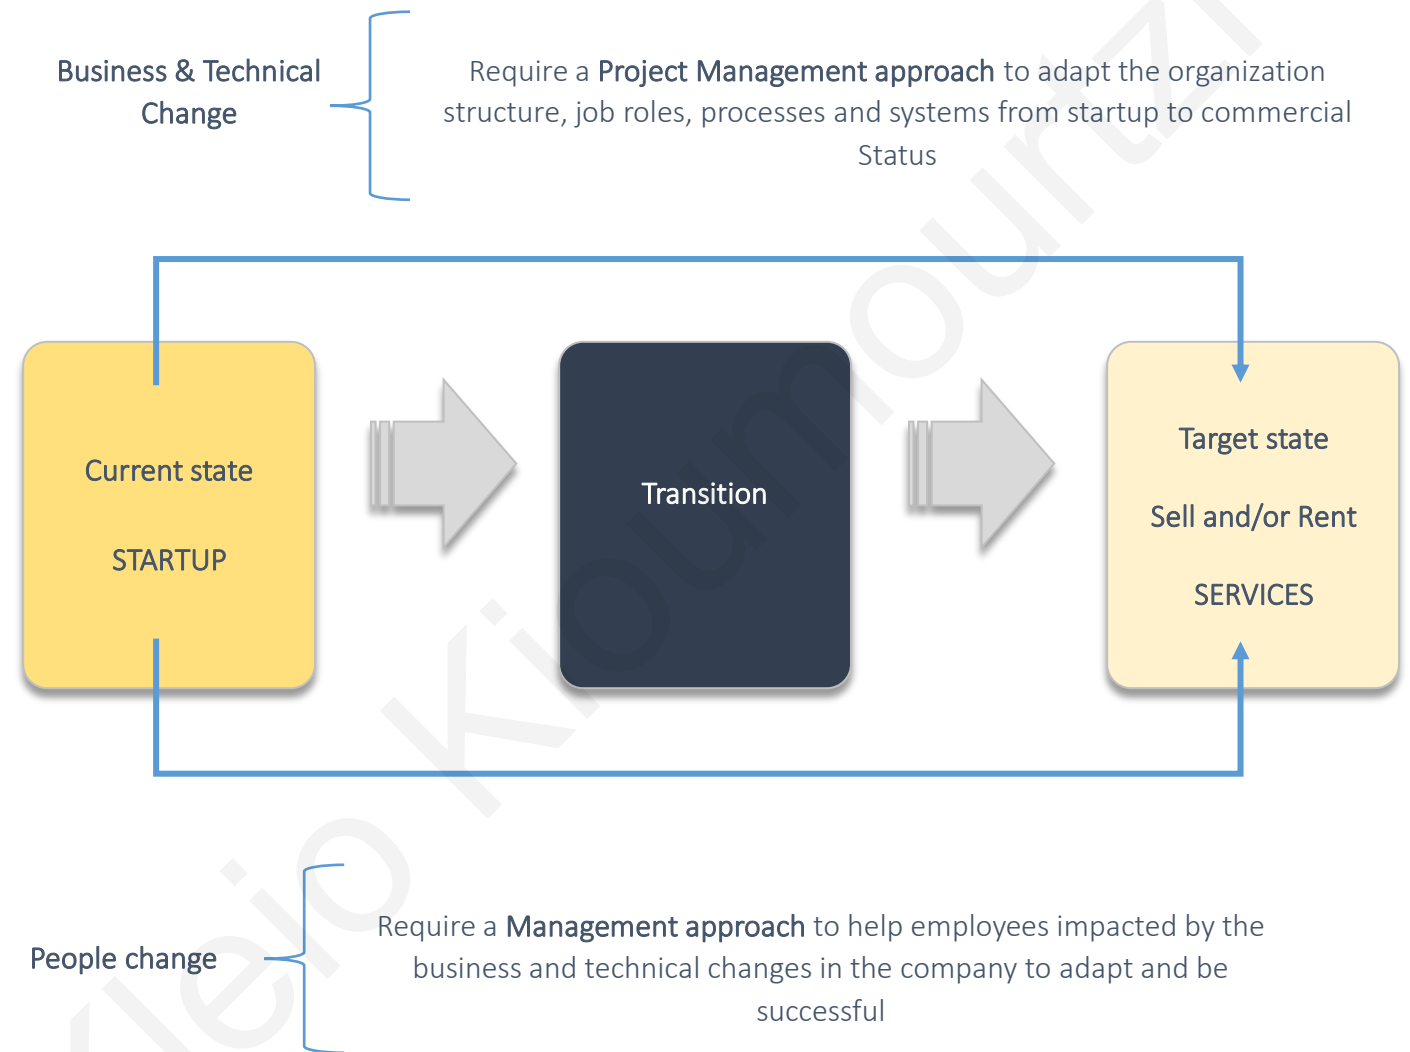 Business & Technical
Change
Require a Project Management approach to adapt the organization
structure, job roles, processes and systems from startup to commercial
Status
Current state
STARTUP
Transition
Target state
Sell and/or Rent
SERVICES
People change
Require a Management approach to help employees impacted by the
business and technical changes in the company to adapt and be
successful
Kleio Kioumourtzi